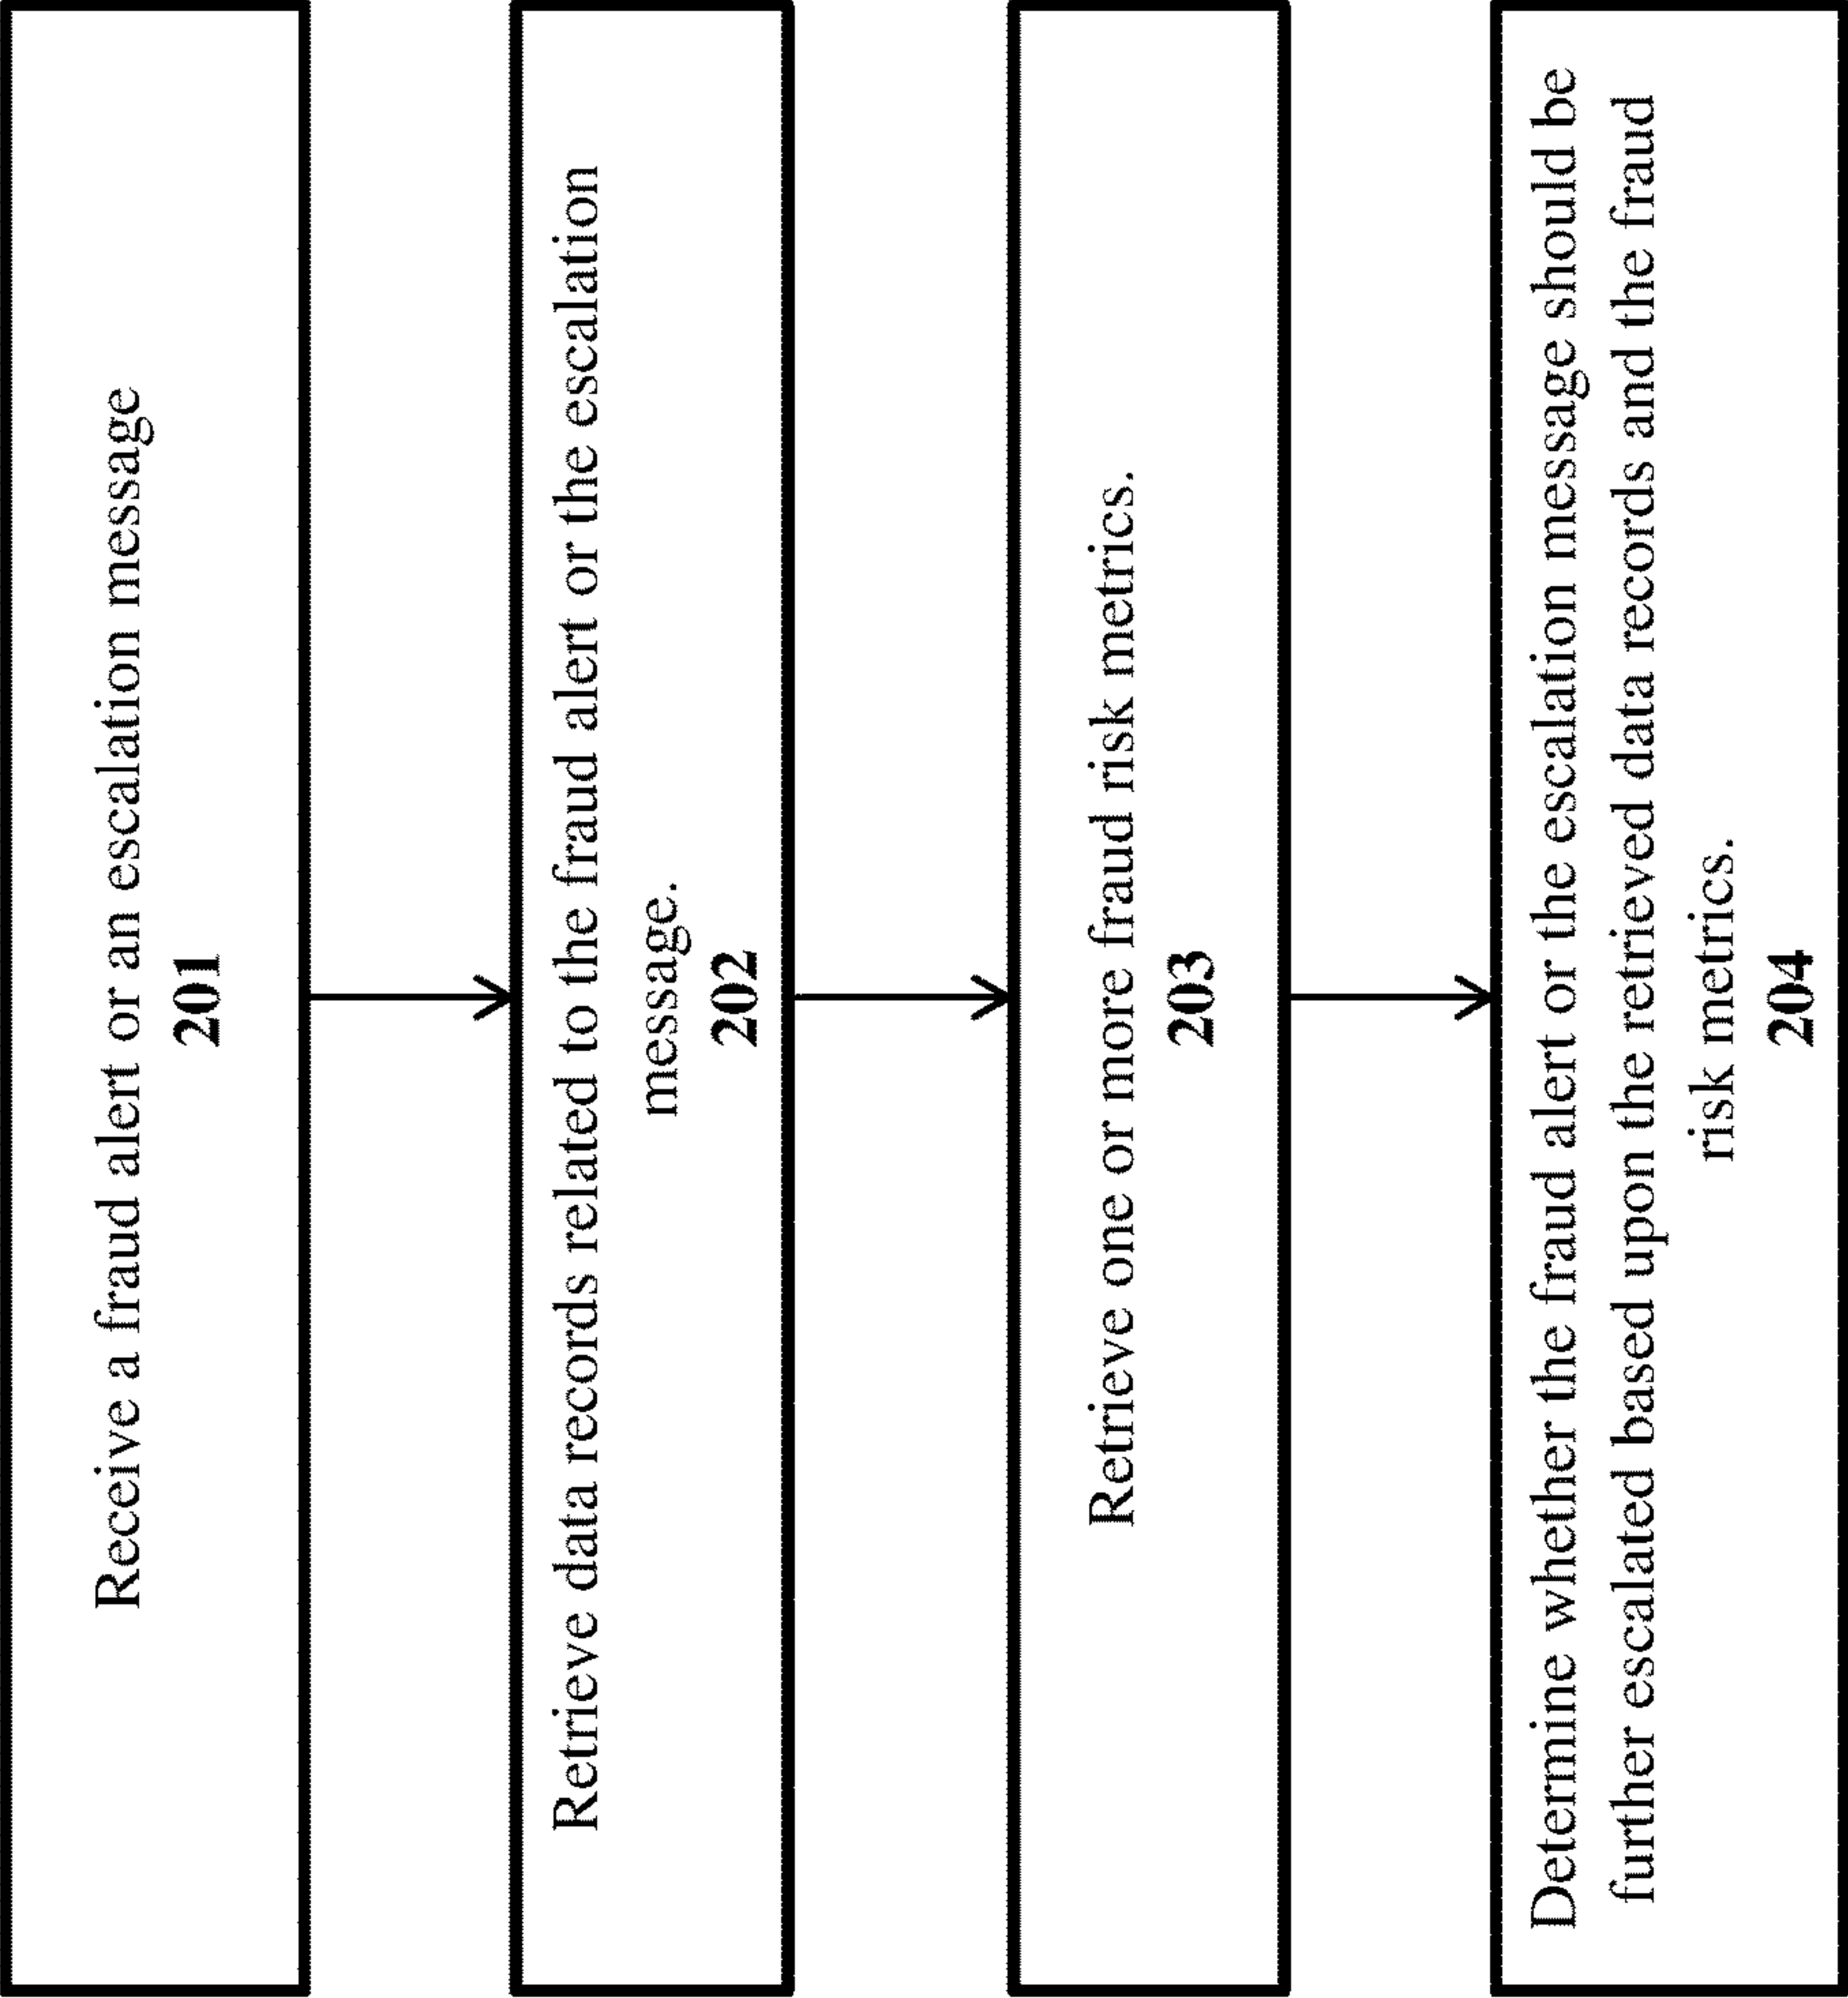 Receive a fraud alert or an escalation message
201
Retrieve data records related to the fraud alert or the escalation
message.
202
Retrieve one or more fraud risk metrics.
203
Determine whether the fraud alert or the escalation message should be
further escalated based upon the retrieved data records and the fraud
risk metrics.
204